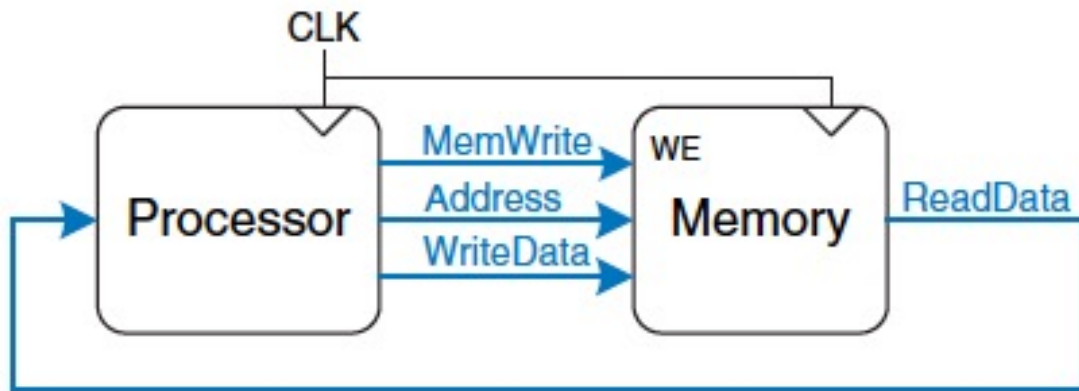 CLK
MemWrite
WE
Address
Processor
Memory
ReadData
WriteData